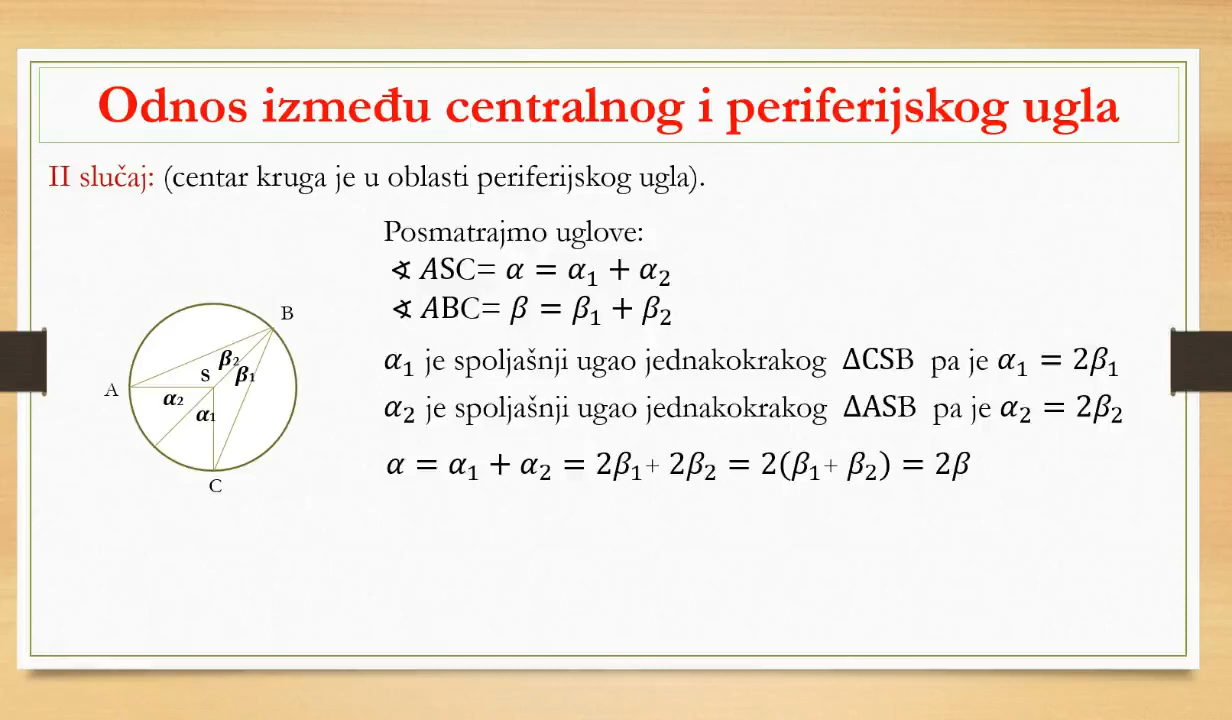 Odnos između centralnog i periferijskog ugla
II slučaj: (centar kruga je u oblasti periferijskog ugla).
Posmatrajmo uglove:
∢ ASC= α = α₁ + α₂
∢ ABC= β = β₁ + β₂
α₁ je spoljašnji ugao jednakokrakog ΔCSB pa je α₁ = 2β₁
α₂ je spoljašnji ugao jednakokrakog ΔASB pa je α₂ = 2β₂
α = α₁ + α₂ = 2β₁+ 2β₂ = 2(β₁+ β₂) = 2β
B
β₂
S β₁
A
α₂
α₁
C